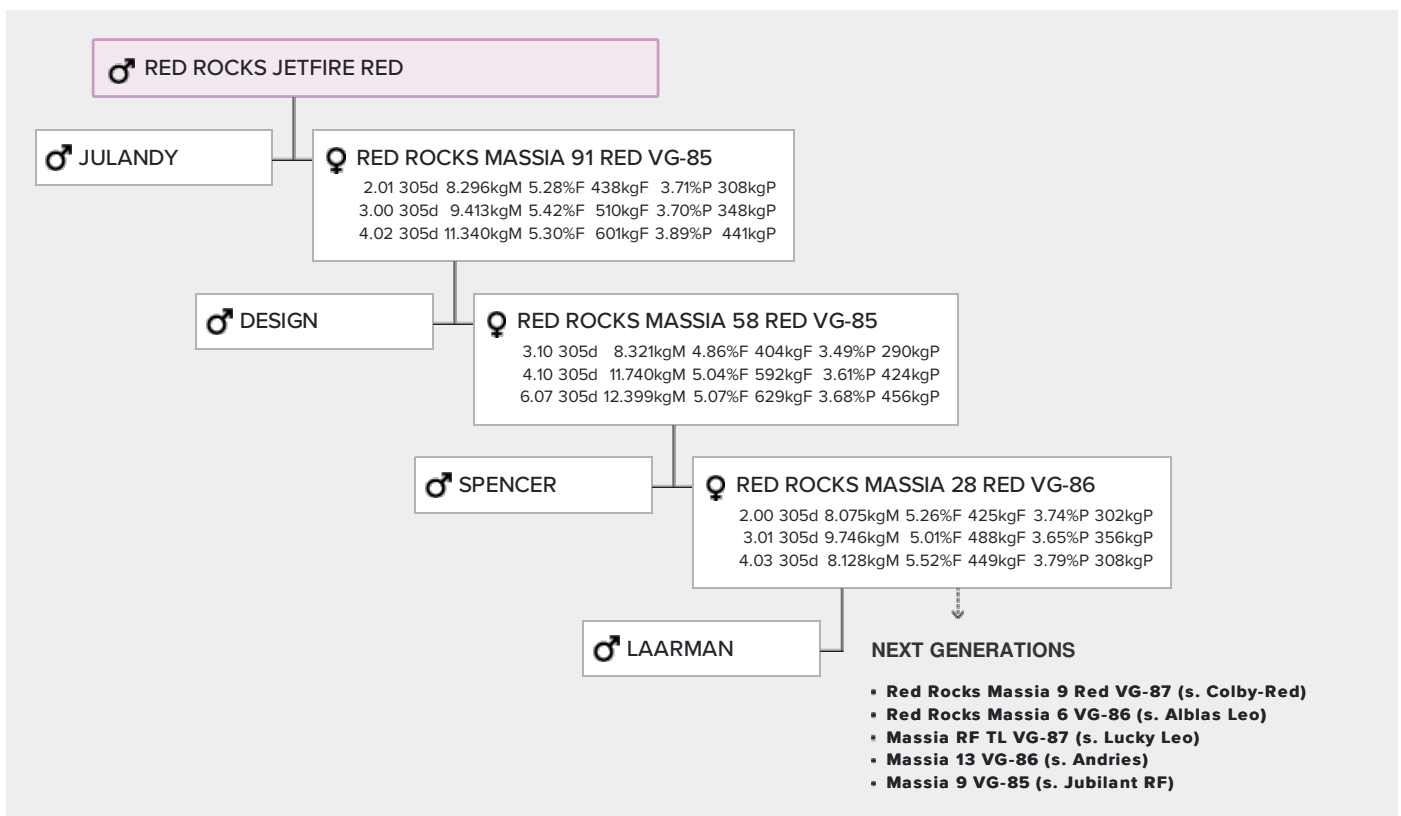 RED ROCKS JETFIRE RED
JULANDY
RED ROCKS MASSIA 91 RED VG-85
2.01 305d 8.296kgM 5.28%F 438kgF 3.71%P 308kgP
3.00 305d 9.413kgM 5.42%F 510kgF 3.70%P 348kgP
4.02 305d 11.340kgM 5.30%F 601kgF 3.89%P 441kgP
DESIGN
RED ROCKS MASSIA 58 RED VG-85
3.10 305d 8.321kgM 4.86%F 404kgF 3.49%P 290kgP
4.10 305d 11.740kgM 5.04%F 592kgF 3.61%P 424kgP
6.07 305d 12.399kgM 5.07%F 629kgF 3.68%P 456kgP
SPENCER
RED ROCKS MASSIA 28 RED VG-86
2.00 305d 8.075kgM 5.26%F 425kgF 3.74%P 302kgP
3.01 305d 9.746kgM 5.01%F 488kgF 3.65%P 356kgP
4.03 305d 8.128kgM 5.52%F 449kgF 3.79%P 308kgP
LAARMAN
NEXT GENERATIONS
• Red Rocks Massia 9 Red VG-87 (s. Colby-Red)
• Red Rocks Massia 6 VG-86 (s. Alblas Leo)
• Massia RF TL VG-87 (s. Lucky Leo)
• Massia 13 VG-86 (s. Andries)
• Massia 9 VG-85 (s. Jubilant RF)